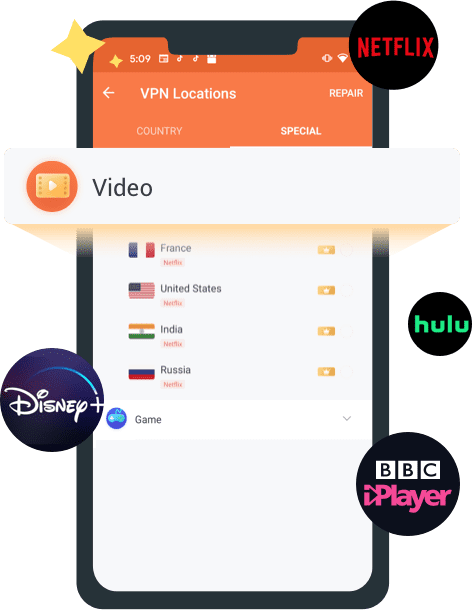 NETFLIX
5:09
VPN Locations
REPAIR
COUNTRY
SPECIAL
Video
France
Netflix
United States
Netflix
India
Netflix
Russia
Netflix
hulu
Disney+
Game
BBC
iPlayer